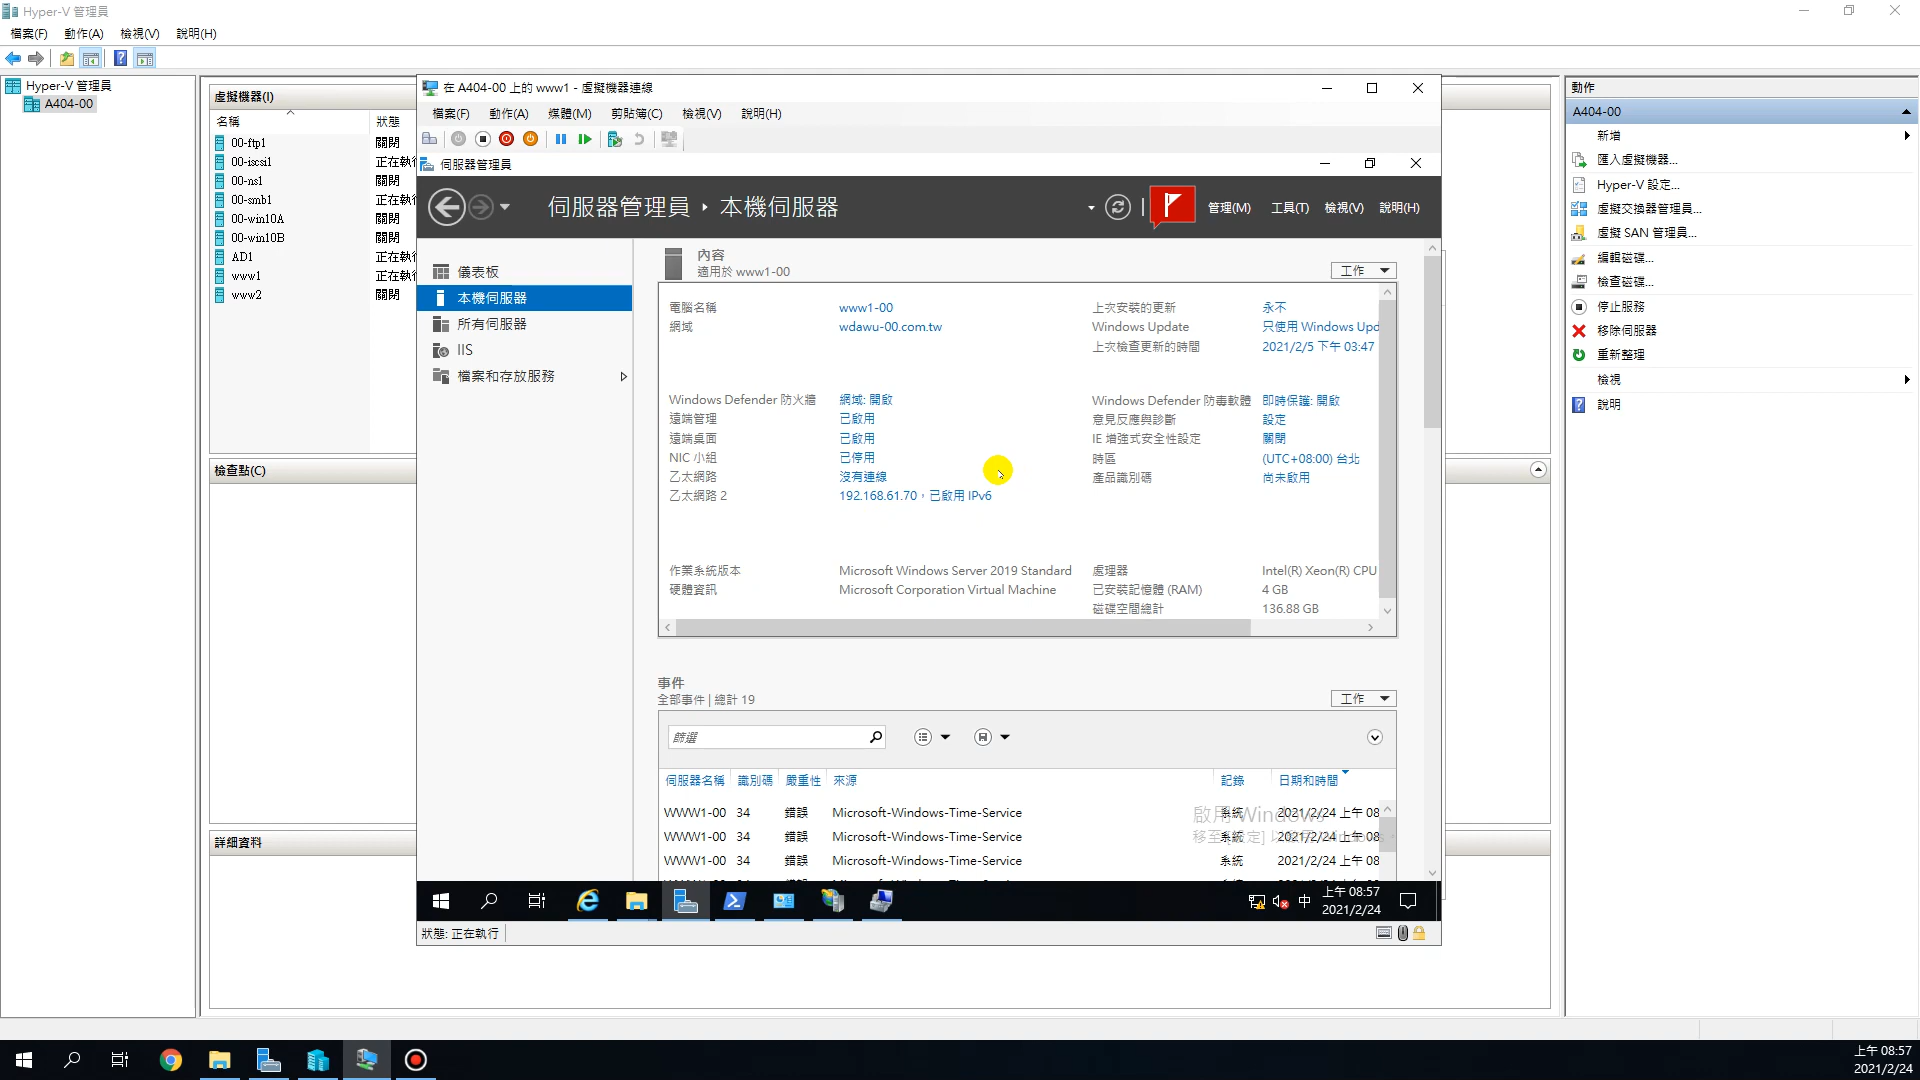 Hyper-V 管理員
檔案(F) 動作(A) 檢視(V) 說明(H)
Hyper-V 管理員
A404-00
虛擬機器(I)
名稱 狀態
00-ftp1 關閉
00-iscsi1 正在執行
00-ns1 關閉
00-smb1 正在執行
00-win10A 關閉
00-win10B 關閉
AD1 正在執行
www1 正在執行
www2 關閉
檢查點(C)
詳細資料
在 A404-00 上的 www1 - 虛擬機器連線
檔案(F) 動作(A) 媒體(M) 剪貼簿(C) 檢視(V) 說明(H)
伺服器管理員
伺服器管理員 ‣ 本機伺服器
管理(M) 工具(T) 檢視(V) 說明(H)
儀表板
本機伺服器
所有伺服器
IIS
檔案和存放服務
內容
適用於 www1-00
工作
電腦名稱 www1-00 上次安裝的更新 永不
網域 wdawu-00.com.tw Windows Update 只使用 Windows Upd
上次檢查更新的時間 2021/2/5 下午 03:47
Windows Defender 防火牆 網域: 開啟 Windows Defender 防毒軟體 即時保護: 開啟
遠端管理 已啟用 意見反應與診斷 設定
遠端桌面 已啟用 IE 增強式安全性設定 關閉
NIC 小組 已停用 時區 (UTC+08:00) 台北
乙太網路 沒有連線 產品識別碼 尚未啟用
乙太網路 2 192.168.61.70，已啟用 IPv6
作業系統版本 Microsoft Windows Server 2019 Standard 處理器 Intel(R) Xeon(R) CPU
硬體資訊 Microsoft Corporation Virtual Machine 已安裝記憶體 (RAM) 4 GB
磁碟空間總計 136.88 GB
事件
全部事件 | 總計 19
工作
篩選
伺服器名稱 識別碼 嚴重性 來源 記錄 日期和時間
WWW1-00 34 錯誤 Microsoft-Windows-Time-Service 系統 2021/2/24 上午 08
WWW1-00 34 錯誤 Microsoft-Windows-Time-Service 系統 2021/2/24 上午 08
WWW1-00 34 錯誤 Microsoft-Windows-Time-Service 系統 2021/2/24 上午 08
啟用 Windows
移至 [設定] 以
中
上午 08:57
2021/2/24
狀態: 正在執行
動作
A404-00
新增
匯入虛擬機器...
Hyper-V 設定...
虛擬交換器管理員...
虛擬 SAN 管理員...
編輯磁碟...
檢查磁碟...
停止服務
移除伺服器
重新整理
檢視
說明
上午 08:57
2021/2/24